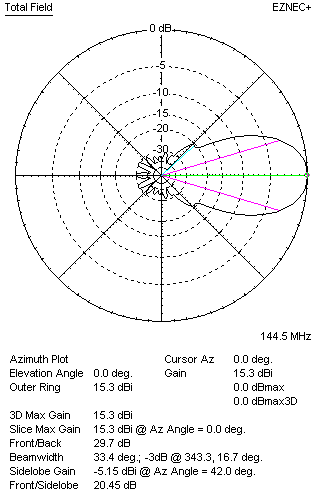 Total Field EZNEC+
0 dB
-5
-10
-15
-20
-30
144.5 MHz
Azimuth Plot Cursor Az 0.0 deg.
Elevation Angle 0.0 deg. Gain 15.3 dBi
Outer Ring 15.3 dBi 0.0 dBmax
0.0 dBmax3D
3D Max Gain 15.3 dBi
Slice Max Gain 15.3 dBi @ Az Angle = 0.0 deg.
Front/Back 29.7 dB
Beamwidth 33.4 deg.; -3dB @ 343.3, 16.7 deg.
Sidelobe Gain -5.15 dBi @ Az Angle = 42.0 deg.
Front/Sidelobe 20.45 dB